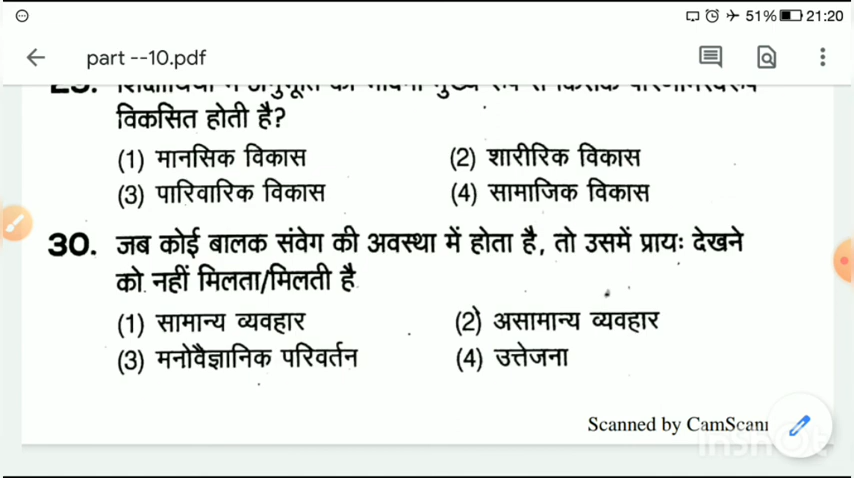 51% 21:20
part --10.pdf
विकसित होती है?
(1) मानसिक विकास (2) शारीरिक विकास
(3) पारिवारिक विकास (4) सामाजिक विकास
30. जब कोई बालक संवेग की अवस्था में होता है, तो उसमें प्रायः देखने
को नहीं मिलता/मिलती है
(1) सामान्य व्यवहार (2) असामान्य व्यवहार
(3) मनोवैज्ञानिक परिवर्तन (4) उत्तेजना
Scanned by
InShot